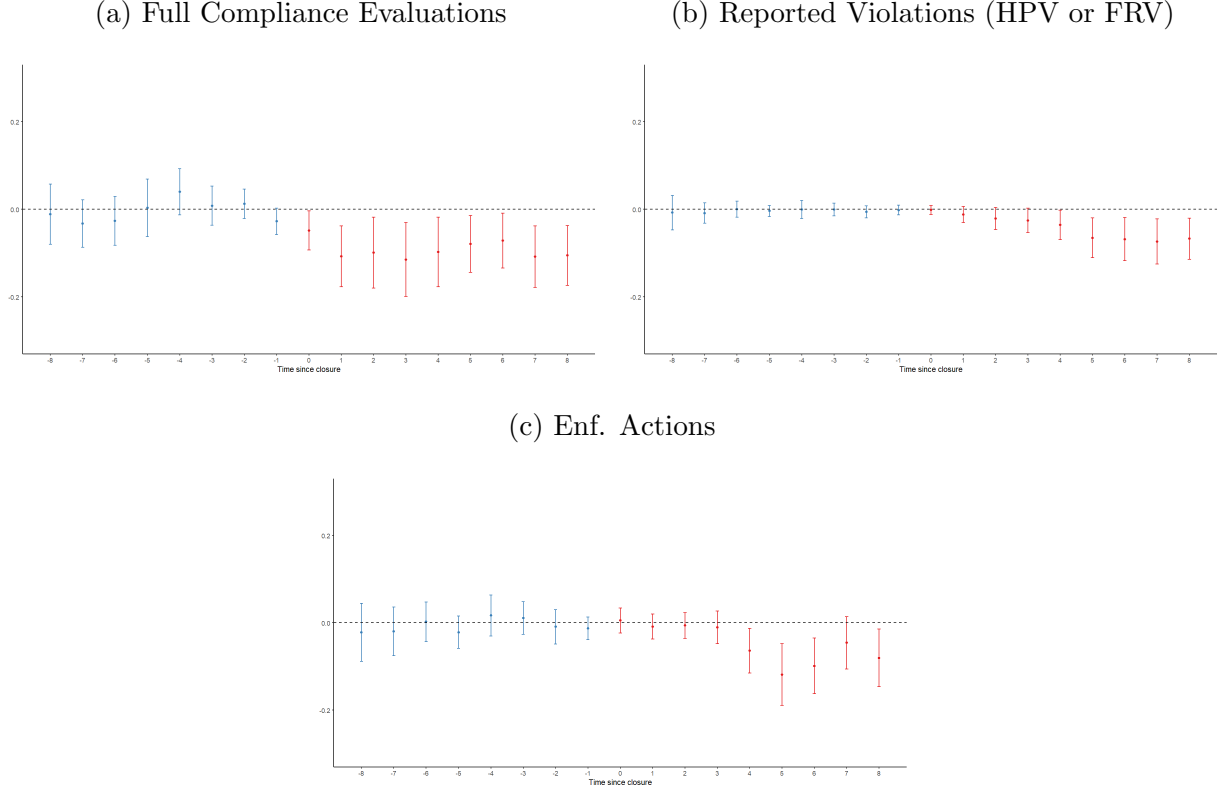 (a) Full Compliance Evaluations
(b) Reported Violations (HPV or FRV)
0.2
0.0
-0.2
-8 -7 -6 -5 -4 -3 -2 -1 0 1 2 3 4 5 6 7 8
Time since closure
0.2
0.0
-0.2
-8 -7 -6 -5 -4 -3 -2 -1 0 1 2 3 4 5 6 7 8
Time since closure
(c) Enf. Actions
0.2
0.0
-0.2
-8 -7 -6 -5 -4 -3 -2 -1 0 1 2 3 4 5 6 7 8
Time since closure